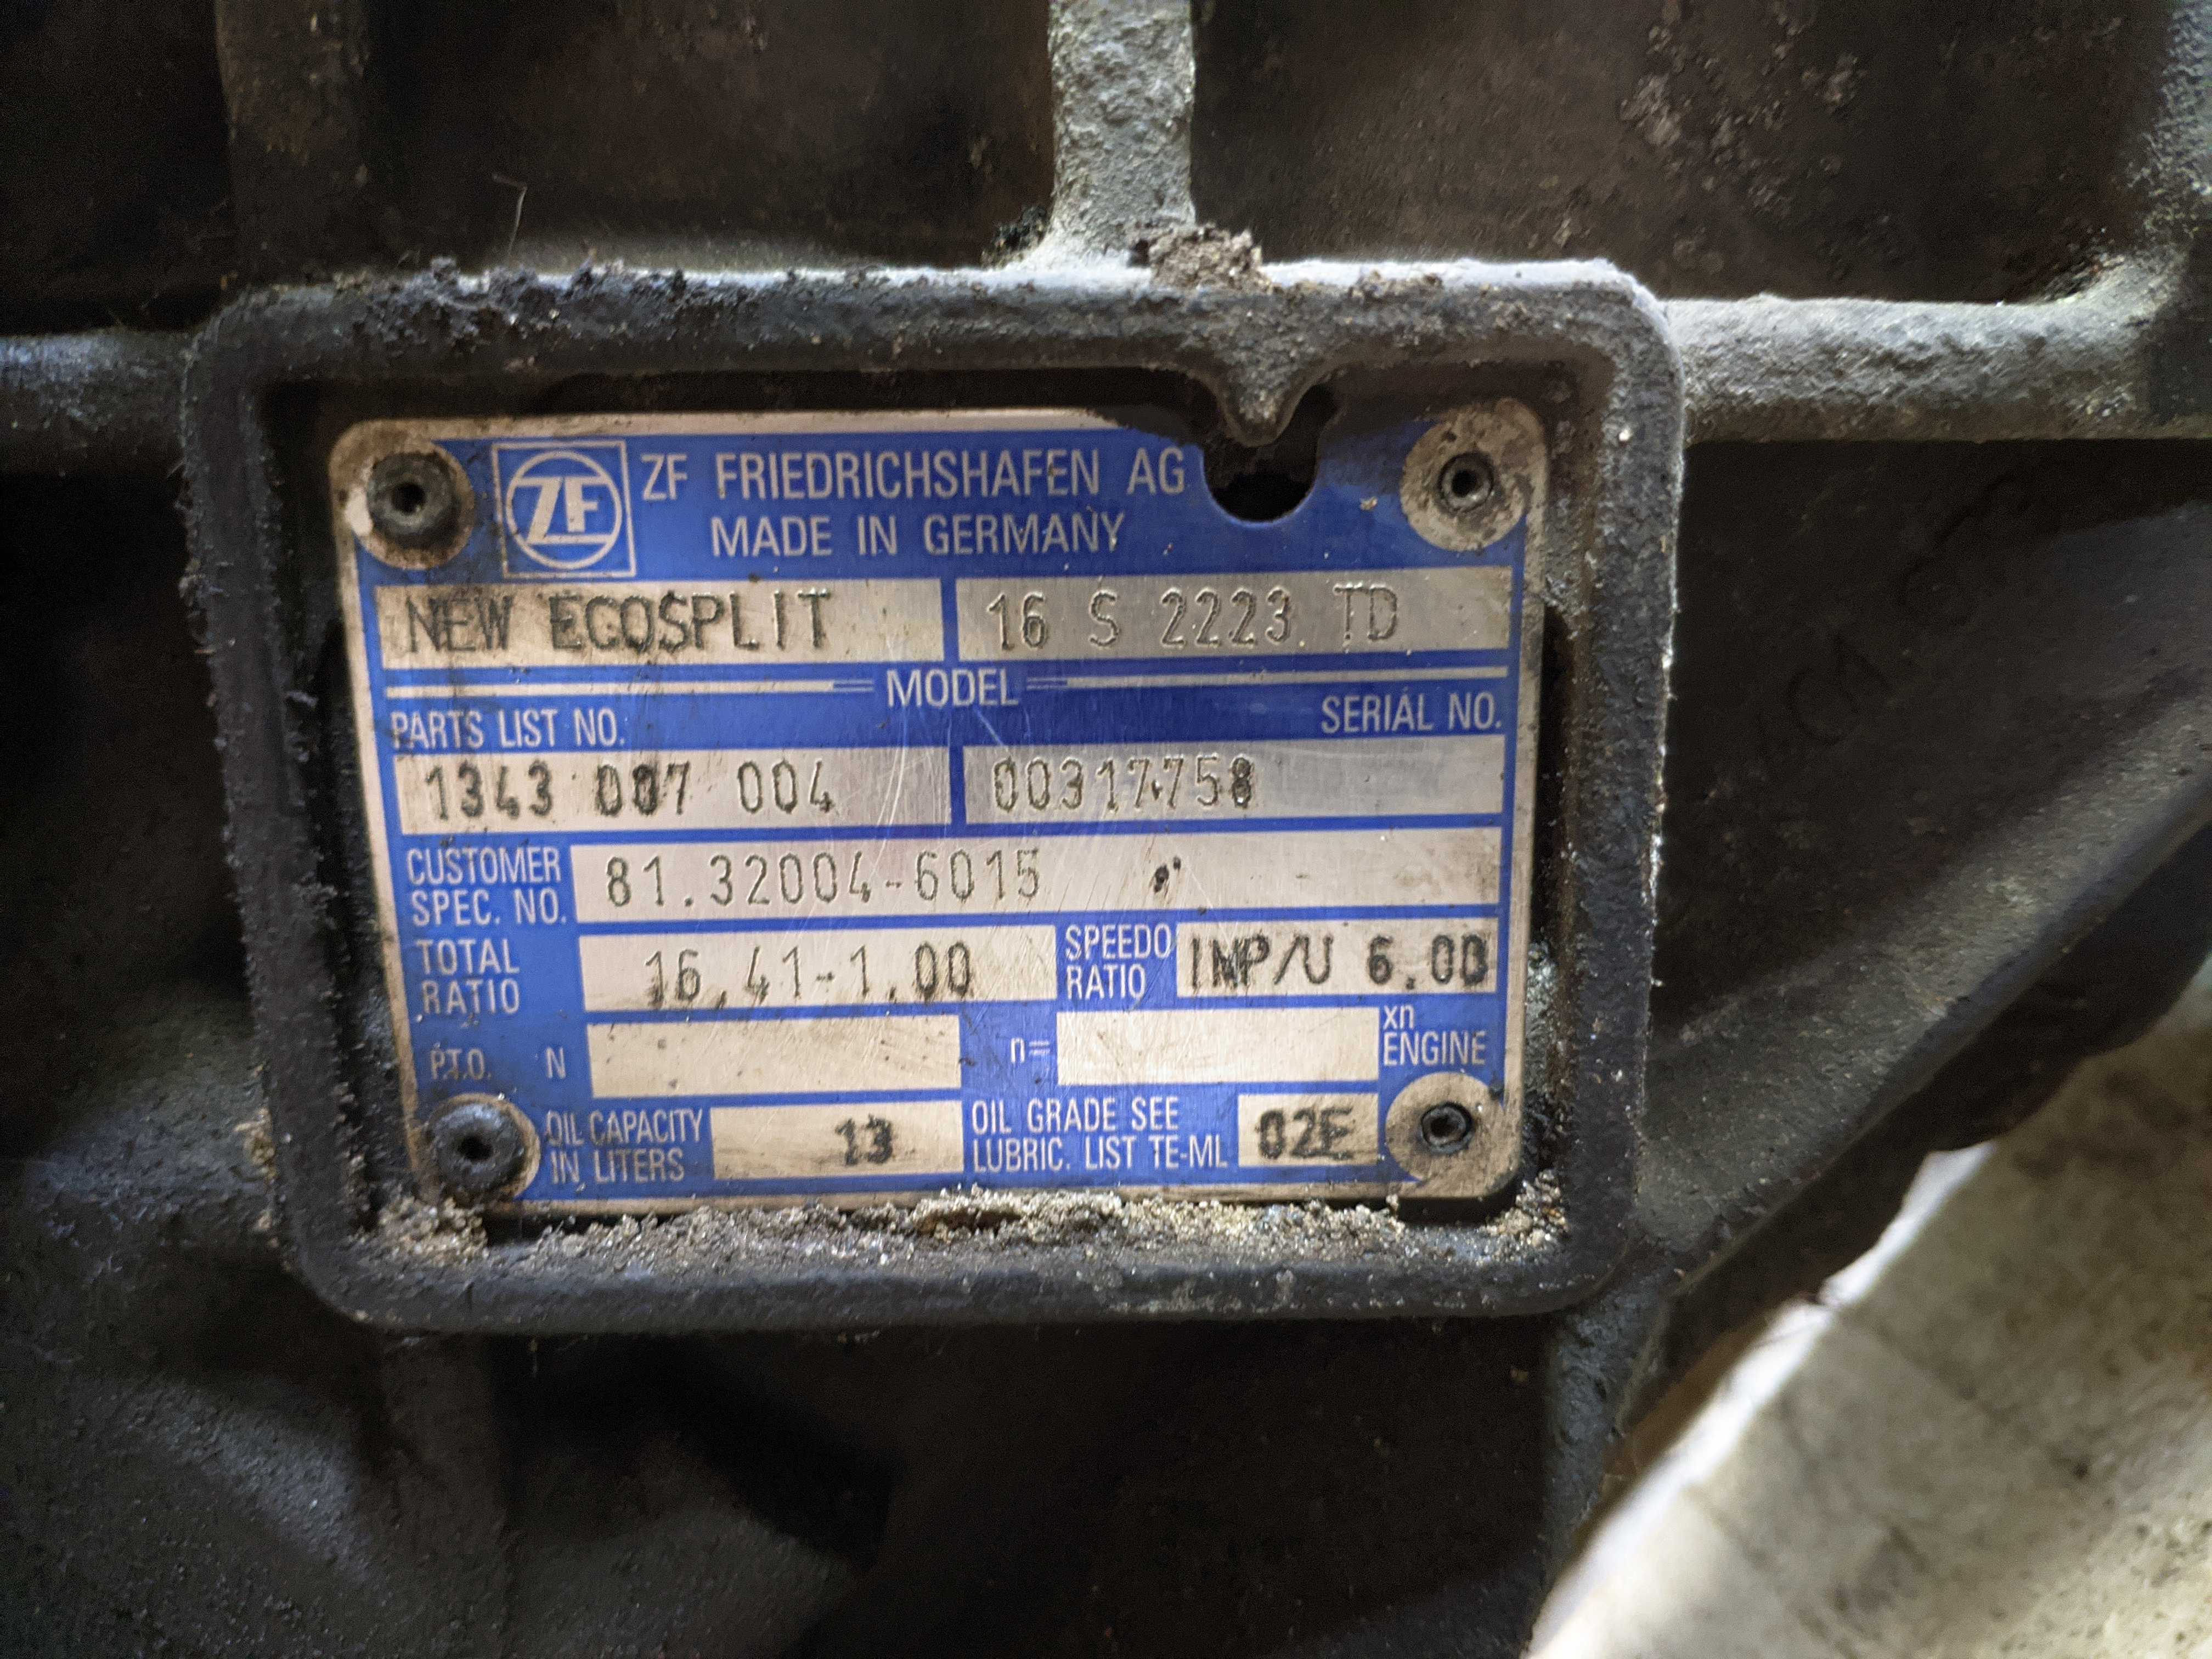 ZF
ZF FRIEDRICHSHAFEN AG
MADE IN GERMANY
NEW ECOSPLIT 16 S 2223 TD
MODEL
PARTS LIST NO. SERIAL NO.
1343 007 004 00317758
CUSTOMER SPEC. NO. 81.32004-6015
TOTAL RATIO 16,41-1,00 SPEEDO RATIO IMP/U 6.00
P.T.O. N n= xn ENGINE
OIL CAPACITY IN LITERS 13 OIL GRADE SEE LUBRIC. LIST TE-ML 02E